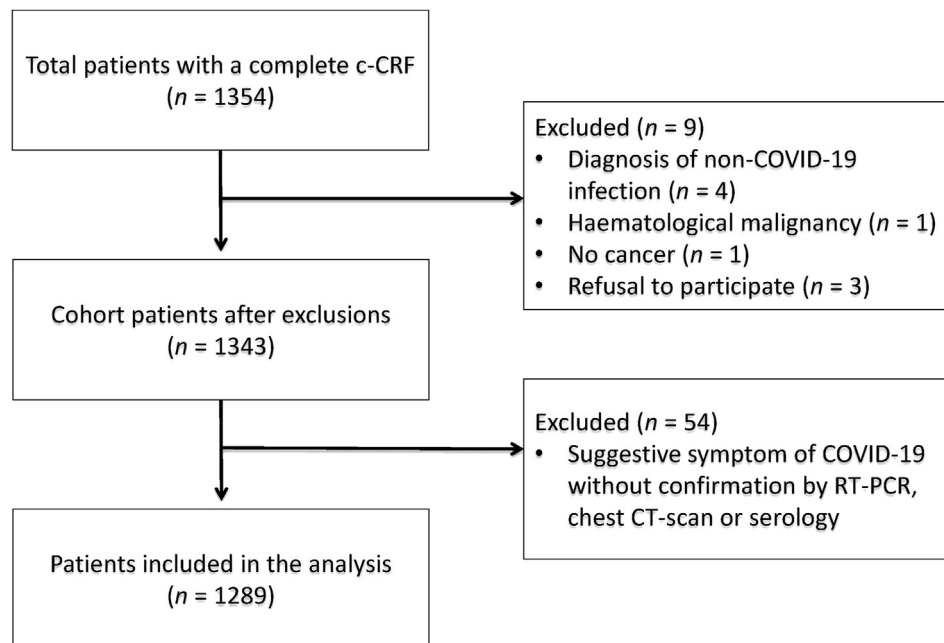 Total patients with a complete c-CRF
(n = 1354)
Excluded (n = 9)
• Diagnosis of non-COVID-19
infection (n = 4)
• Haematological malignancy (n = 1)
• No cancer (n = 1)
• Refusal to participate (n = 3)
Cohort patients after exclusions
(n = 1343)
Excluded (n = 54)
• Suggestive symptom of COVID-19
without confirmation by RT-PCR,
chest CT-scan or serology
Patients included in the analysis
(n = 1289)